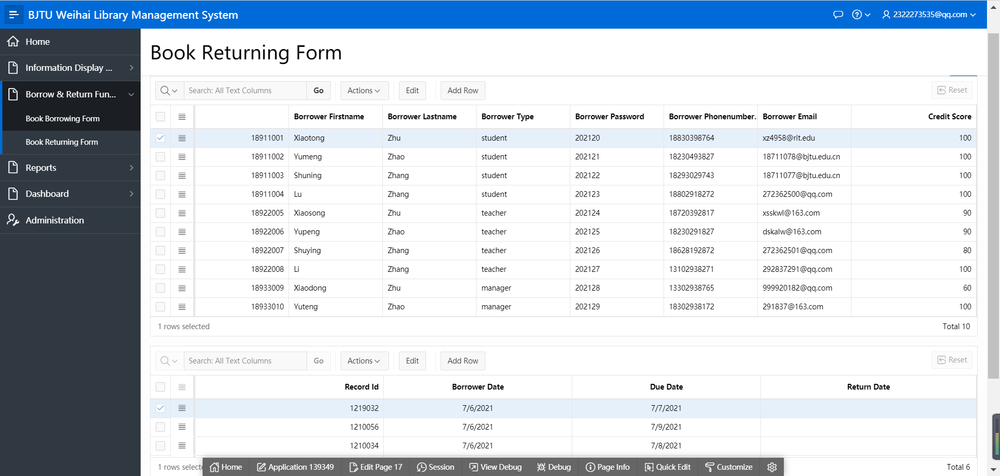 BJTU Weihai Library Management System
2322273535@qq.com
Home
Information Display ...
Borrow & Return Fun...
Book Borrowing Form
Book Returning Form
Reports
Dashboard
Administration
Book Returning Form
Search: All Text Columns Go Actions Edit Add Row Reset
Borrower Firstname Borrower Lastname Borrower Type Borrower Password Borrower Phonenumber.. Borrower Email Credit Score
18911001 Xiaotong Zhu student 202120 18830398764 xz4958@rit.edu 100
18911002 Yumeng Zhao student 202121 18230493827 18711078@bjtu.edu.cn 100
18911003 Shuning Zhang student 202122 18293029743 18711077@bjtu.edu.cn 100
18911004 Lu Zhang student 202123 18802918272 272362500@qq.com 100
18922005 Xiaosong Zhu teacher 202124 18720392817 xsskwl@163.com 90
18922006 Yupeng Zhao teacher 202125 18230291827 dskalw@163.com 90
18922007 Shuying Zhang teacher 202126 18628192872 272362501@qq.com 80
18922008 Li Zhang teacher 202127 13102938271 292837291@qq.com 100
18933009 Xiaodong Zhu manager 202128 13302938765 999920182@qq.com 60
18933010 Yuteng Zhao manager 202129 18302938172 291837@163.com 100
1 rows selected Total 10
Search: All Text Columns Go Actions Edit Add Row Reset
Record Id Borrower Date Due Date Return Date
1219032 7/6/2021 7/7/2021
1210056 7/6/2021 7/9/2021
1210034 7/6/2021 7/8/2021
1 rows selecte Total 6
Home Application 139349 Edit Page 17 Session View Debug Debug Page Info Quick Edit Customize